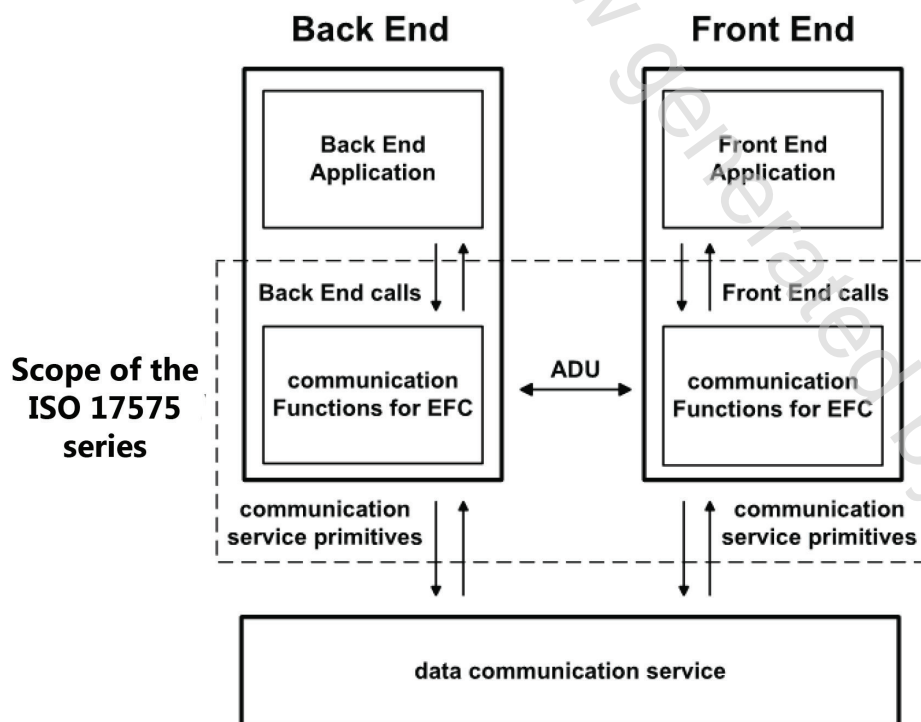 Back End
Front End
Back End
Application
Front End
Application
Back End calls
Front End calls
Scope of the
ISO 17575
series
communication
Functions for EFC
ADU
communication
Functions for EFC
communication
service primitives
communication
service primitives
data communication service
generated